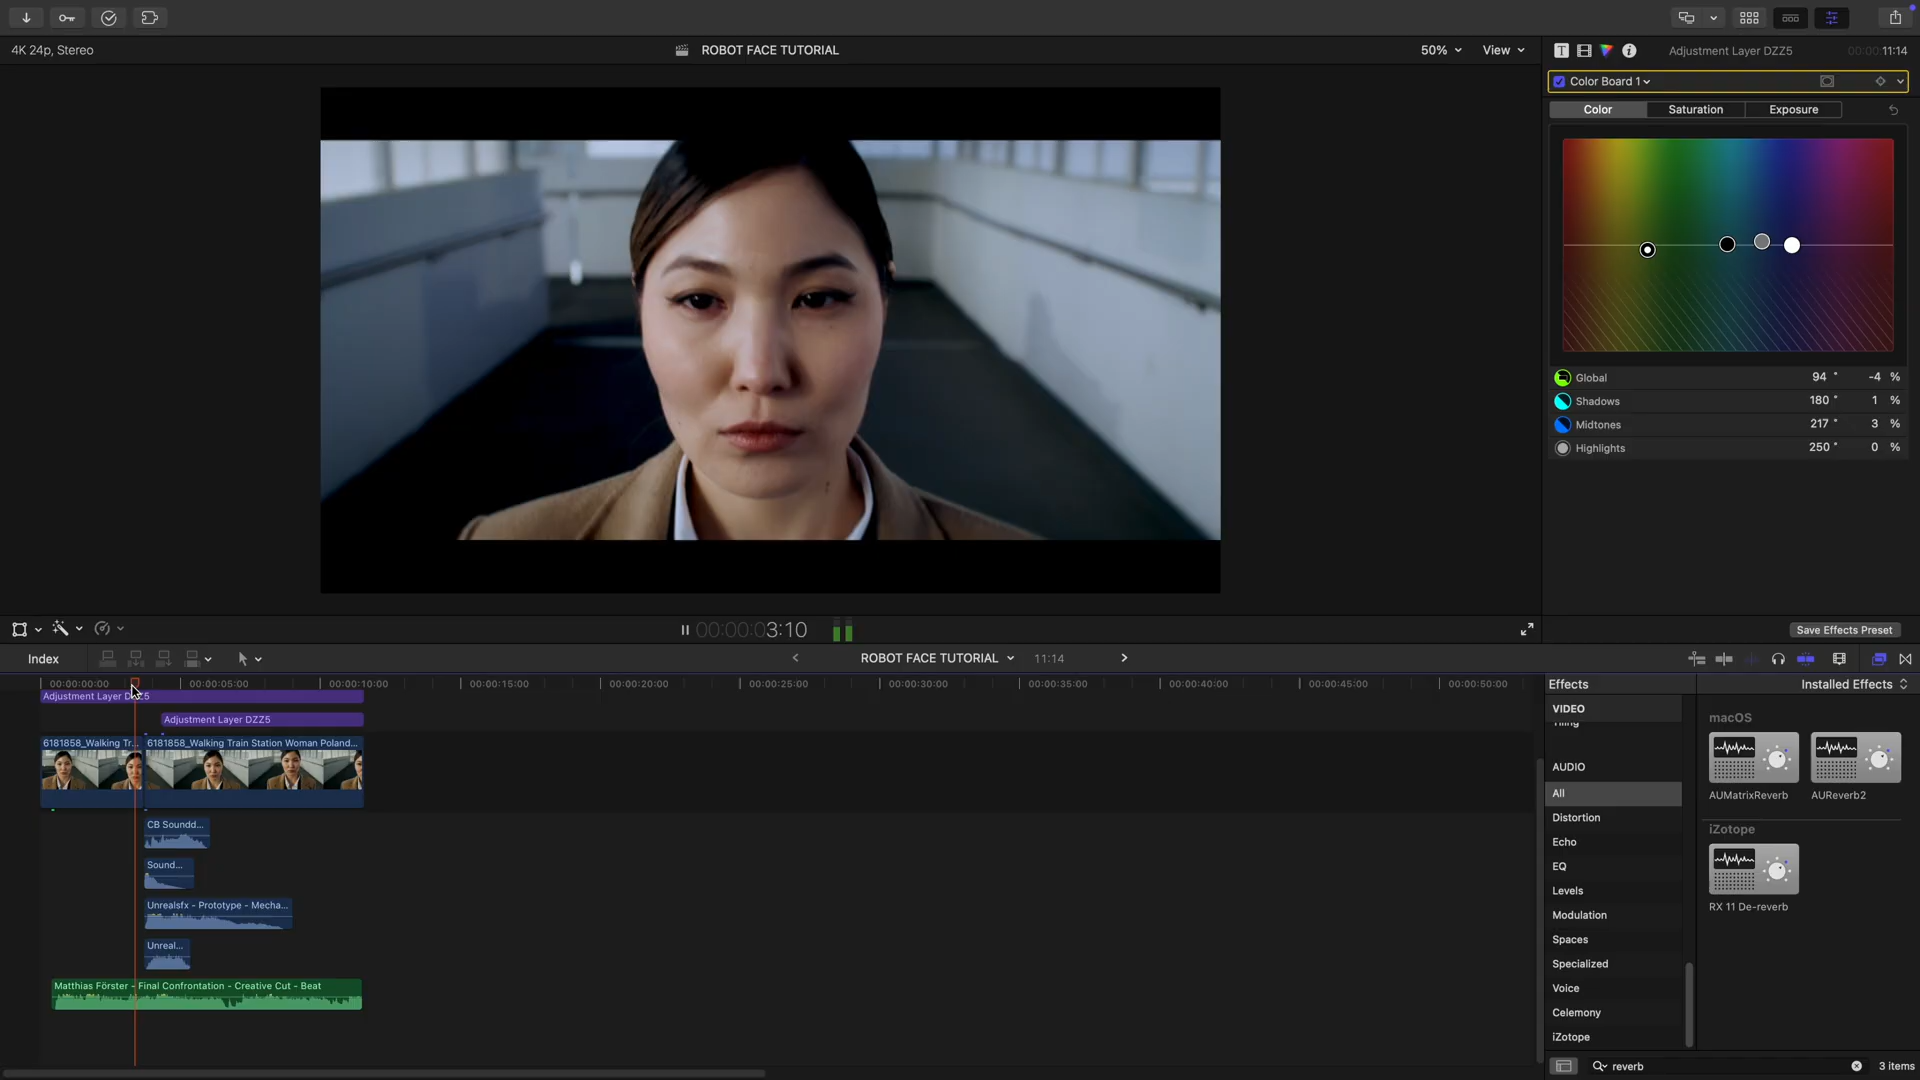 4K 24p, Stereo
ROBOT FACE TUTORIAL
50%
View
Adjustment Layer DZZ5
00:00:11:14
Color Board 1
Color
Saturation
Exposure
Global 94 ° -4 %
Shadows 180 ° 1 %
Midtones 217 ° 3 %
Highlights 250 ° 0 %
00:00:03:10
Save Effects Preset
Index
ROBOT FACE TUTORIAL
11:14
00:00:00:00
00:00:05:00
00:00:10:00
00:00:15:00
00:00:20:00
00:00:25:00
00:00:30:00
00:00:35:00
00:00:40:00
00:00:45:00
00:00:50:00
Adjustment Layer DZZ5
Adjustment Layer DZZ5
6181858_Walking Tr...
6181858_Walking Train Station Woman Poland...
CB Soundd...
Sound...
Unrealsfx - Prototype - Mecha...
Unreal...
Matthias Förster - Final Confrontation - Creative Cut - Beat
Effects
Installed Effects
VIDEO
Tiling
AUDIO
All
Distortion
Echo
EQ
Levels
Modulation
Spaces
Specialized
Voice
Celemony
iZotope
macOS
AUMatrixReverb
AUReverb2
iZotope
RX 11 De-reverb
reverb
3 items